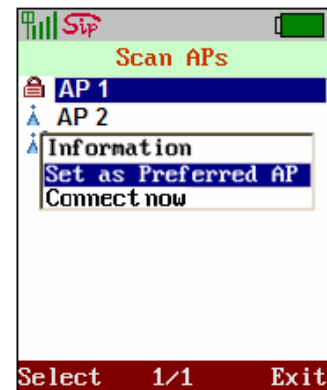 Sip
Scan APs
AP 1
AP 2
Information
Set as Preferred AP
Connect now
Select 1/1 Exit